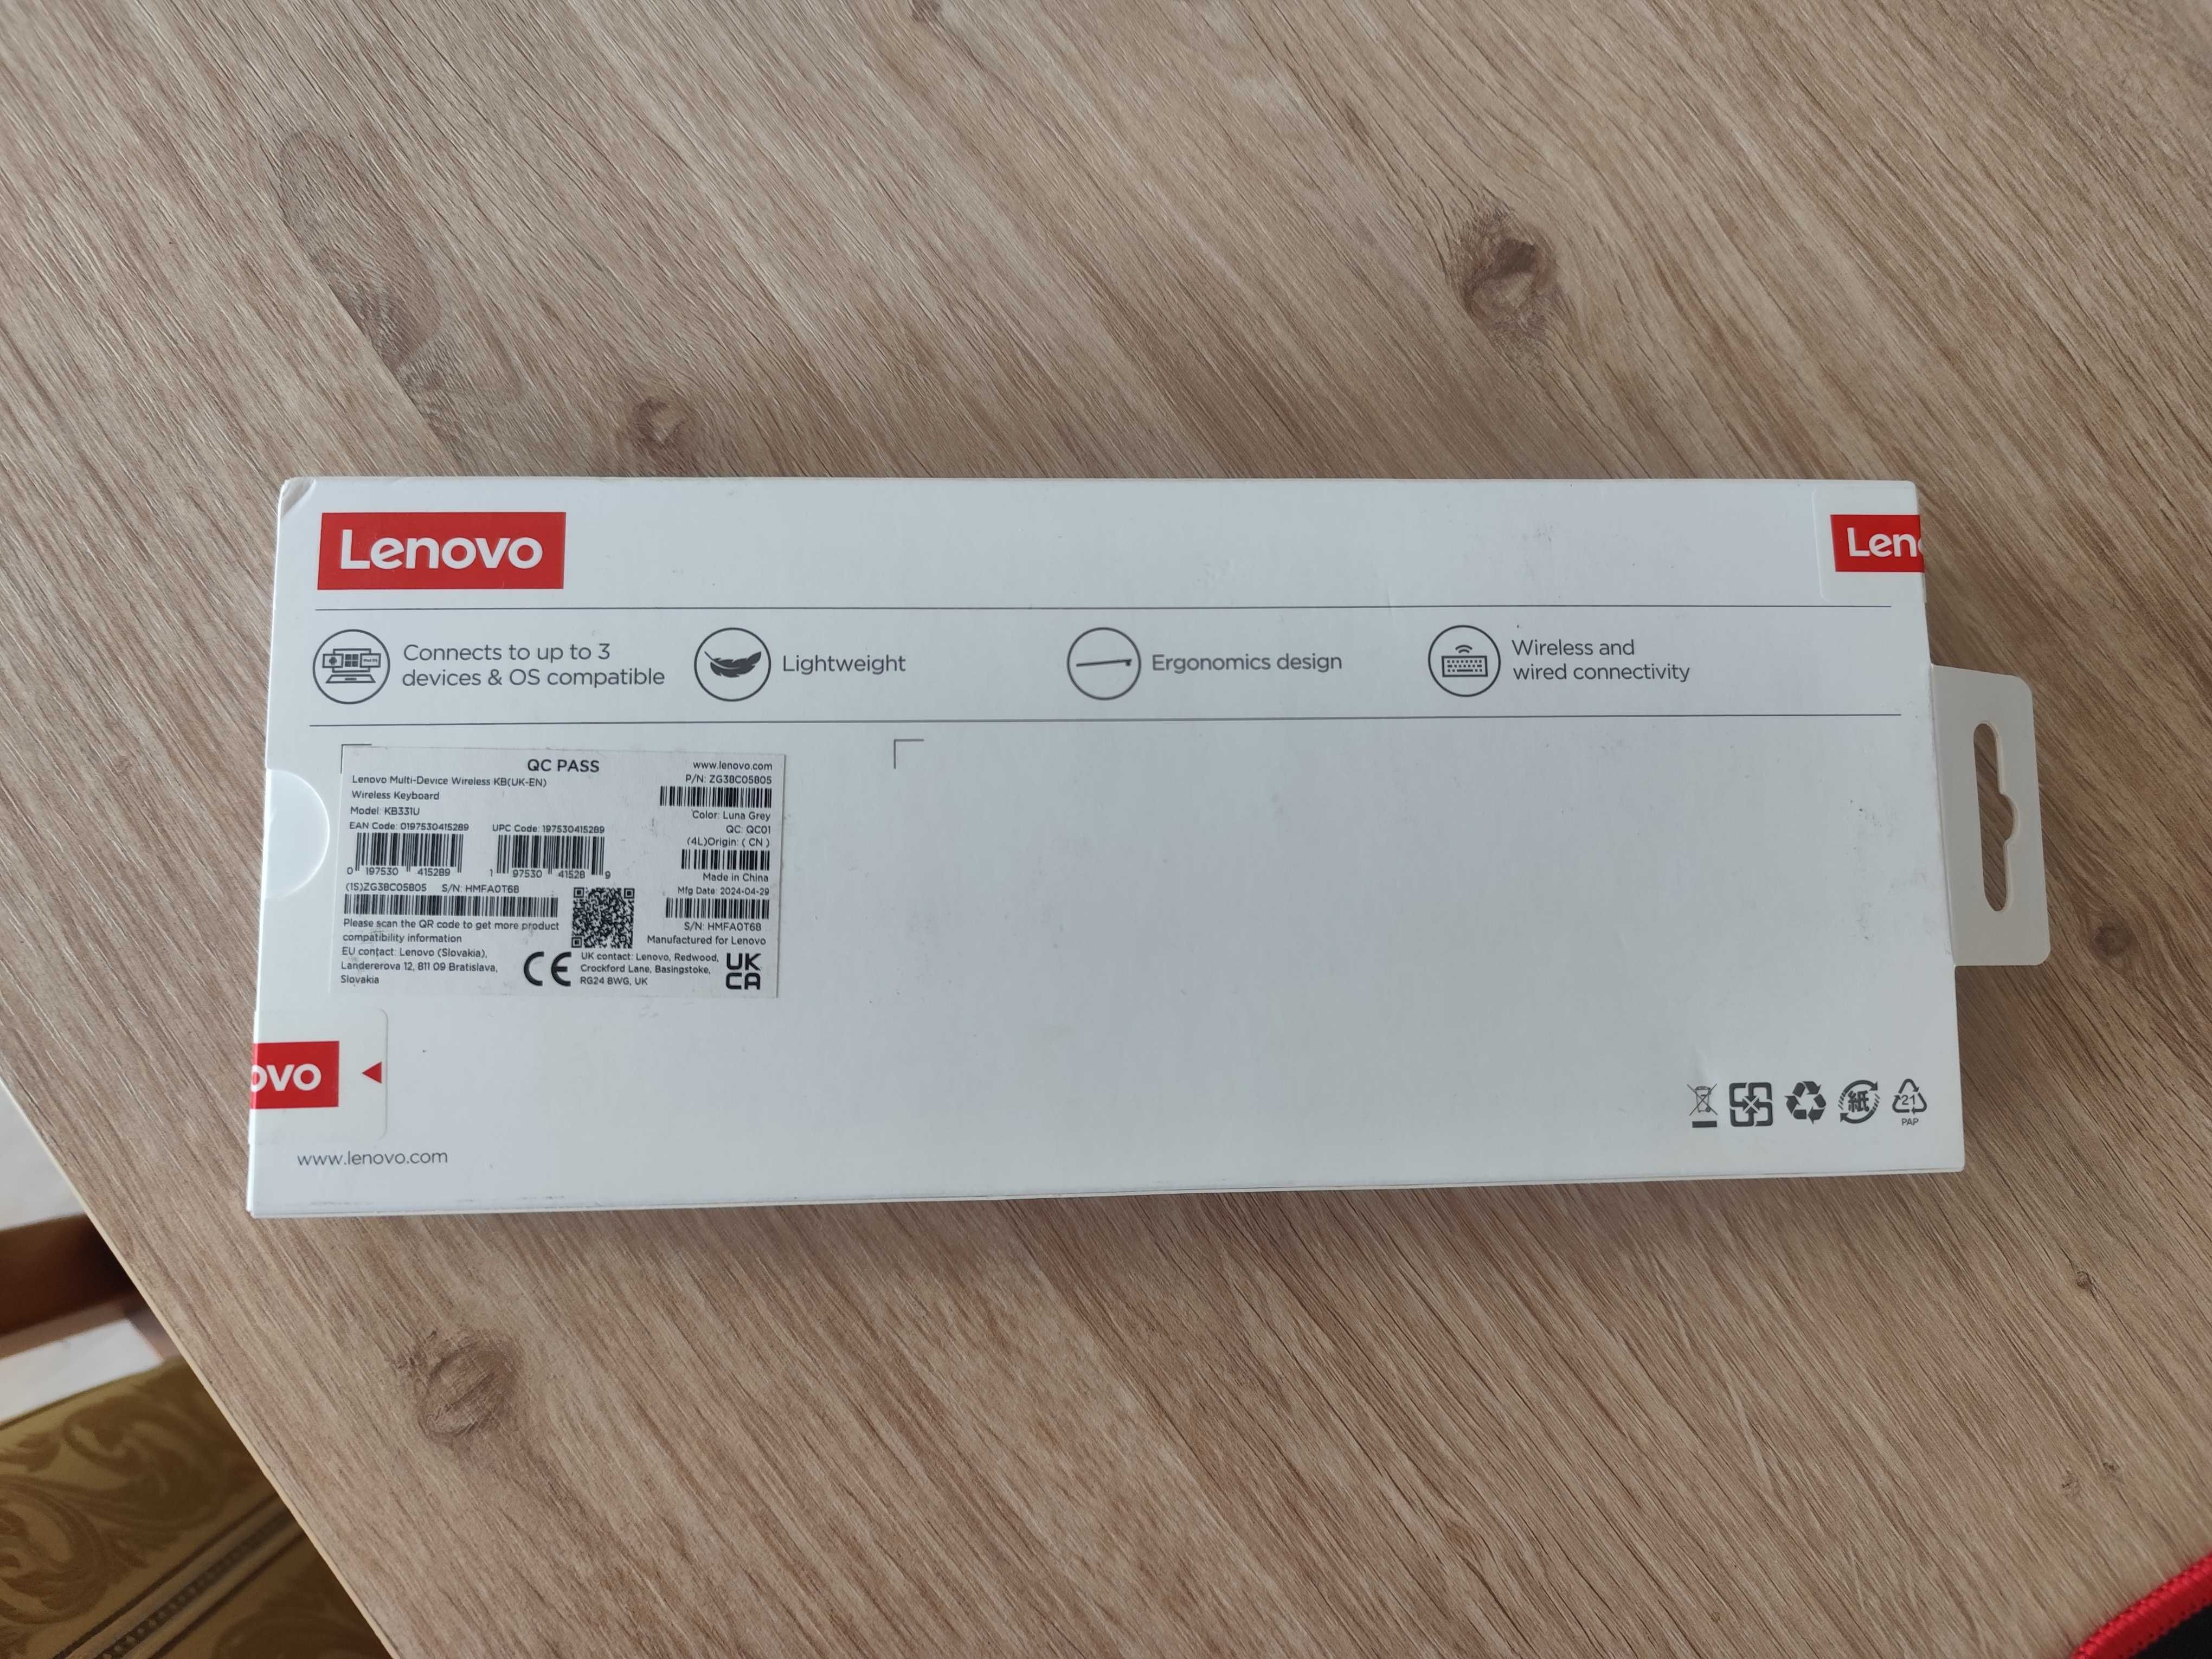 Lenovo
Len
Connects to up to 3
devices & OS compatible
Lightweight
Ergonomics design
Wireless and
wired connectivity
QC PASS
Lenovo Multi-Device Wireless KB(UK-EN)
Wireless Keyboard
Model: KB331U
EAN Code: 0197530415289 UPC Code: 197530415289
0 197530 415289
1 97530 41528 9
(1S)ZG38C05805 S/N: HMFA0T6B
Please scan the QR code to get more product
compatibility information
EU contact: Lenovo (Slovakia),
Landererova 12, 811 09 Bratislava,
Slovakia
CE
UK contact: Lenovo, Redwood,
Crockford Lane, Basingstoke,
RG24 8WG, UK
www.lenovo.com
P/N: ZG38C05805
Color: Luna Grey
QC: QC01
(4L)Origin: ( CN )
Made in China
Mfg Date: 2024-04-29
S/N: HMFA0T6B
Manufactured for Lenovo
UK
CA
ovo
www.lenovo.com
紙
21
PAP